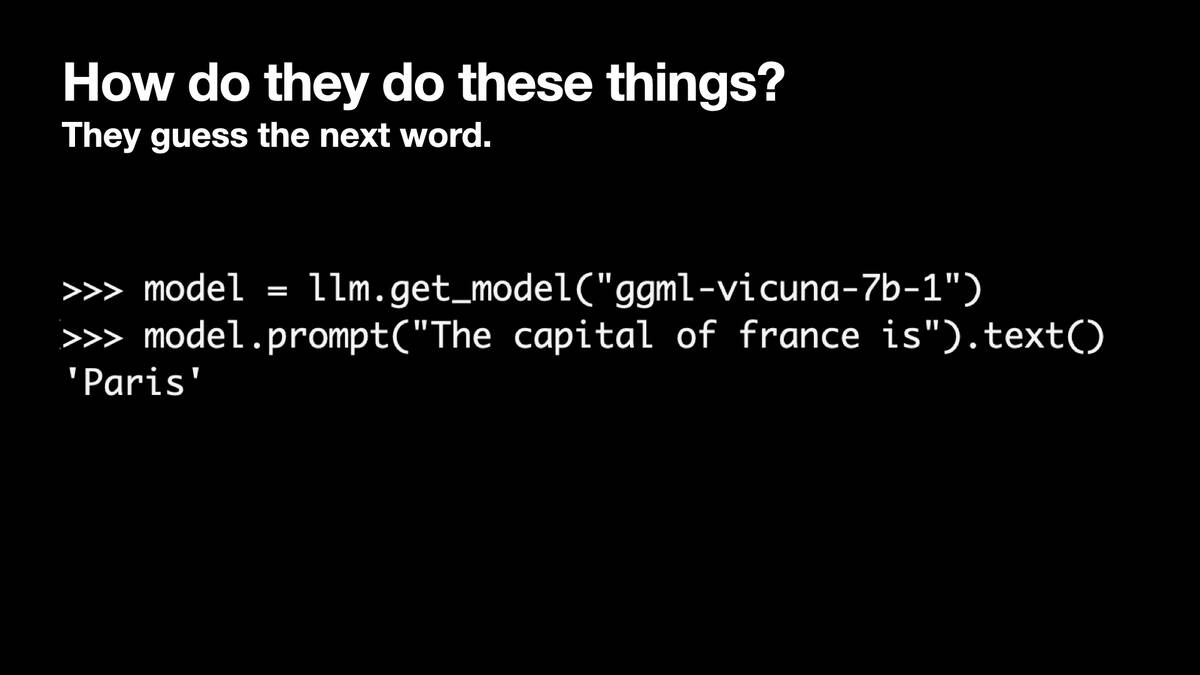 How do they do these things?
They guess the next word.
>>> model = llm.get_model("ggml-vicuna-7b-1")
>>> model.prompt("The capital of france is").text()
'Paris'